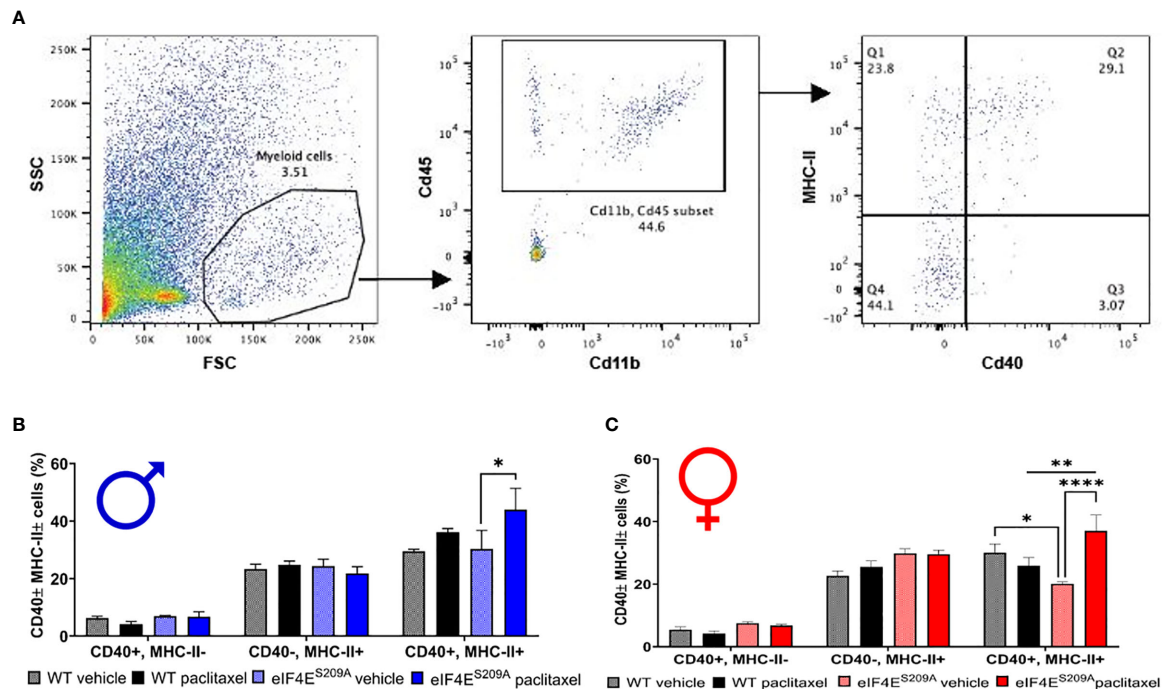 A
SSC
250K
200K
150K
100K
50K
0
Myeloid cells
3.51
0 50K 100K 150K 200K 250K
FSC
Cd45
10^5
10^4
10^3
0
-10^3
Cd11b, Cd45 subset
44.6
-10^3 0 10^3 10^4 10^5
Cd11b
MHC-II
10^5
10^4
10^3
10^2
0
-10^2
Q1
23.8
Q2
29.1
Q4
44.1
Q3
3.07
0 10^3 10^4 10^5
Cd40
B
CD40± MHC-II± cells (%)
60
40
20
0
*
CD40+, MHC-II- CD40-, MHC-II+ CD40+, MHC-II+
WT vehicle WT paclitaxel eIF4E^S209A vehicle eIF4E^S209A paclitaxel
C
CD40± MHC-II± cells (%)
60
40
20
0
**
****
*
CD40+, MHC-II- CD40-, MHC-II+ CD40+, MHC-II+
WT vehicle WT paclitaxel eIF4E^S209A vehicle eIF4E^S209A paclitaxel